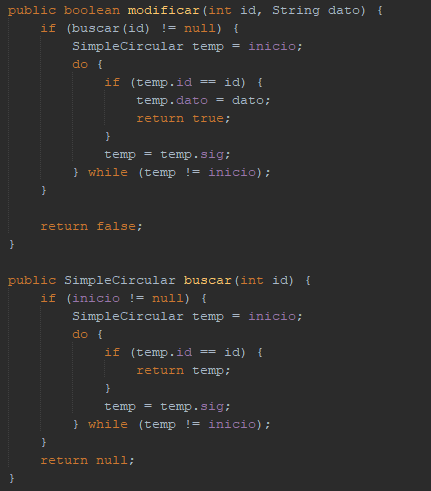 public boolean modificar(int id, String dato) {
    if (buscar(id) != null) {
        SimpleCircular temp = inicio;
        do {
            if (temp.id == id) {
                temp.dato = dato;
                return true;
            }
            temp = temp.sig;
        } while (temp != inicio);
    }

    return false;
}

public SimpleCircular buscar(int id) {
    if (inicio != null) {
        SimpleCircular temp = inicio;
        do {
            if (temp.id == id) {
                return temp;
            }
            temp = temp.sig;
        } while (temp != inicio);
    }
    return null;
}